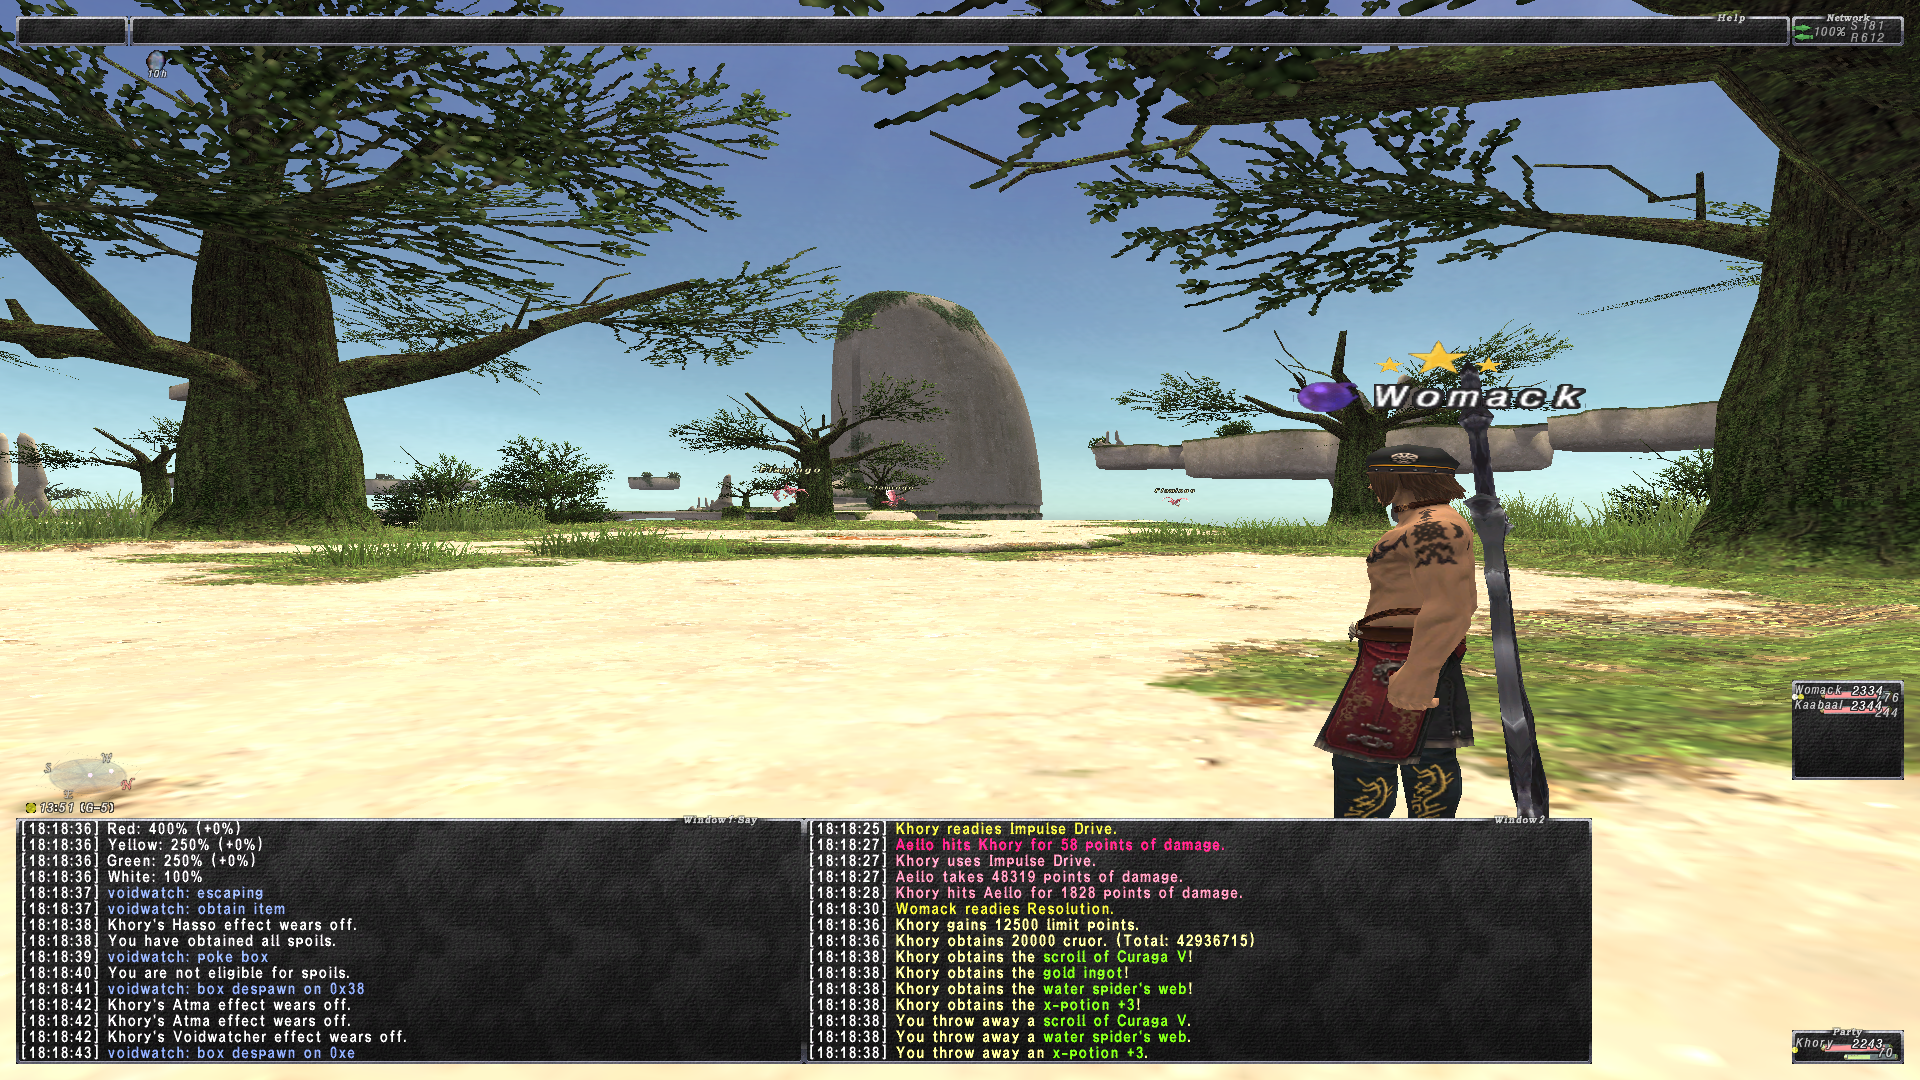 Help
Network
100% S 181
R 612
10h
Womack
Flamingo
Flamingo
Flamingo
Womack 2334
76
Kaabaal 2344
244
S W N
13:51 (G-5)
Window1:Say
[18:18:36] Red: 400% (+0%)
[18:18:36] Yellow: 250% (+0%)
[18:18:36] Green: 250% (+0%)
[18:18:36] White: 100%
[18:18:37] voidwatch: escaping
[18:18:37] voidwatch: obtain item
[18:18:38] Khory's Hasso effect wears off.
[18:18:38] You have obtained all spoils.
[18:18:39] voidwatch: poke box
[18:18:40] You are not eligible for spoils.
[18:18:41] voidwatch: box despawn on 0x38
[18:18:42] Khory's Atma effect wears off.
[18:18:42] Khory's Atma effect wears off.
[18:18:42] Khory's Voidwatcher effect wears off.
[18:18:43] voidwatch: box despawn on 0xe
Window2
[18:18:25] Khory readies Impulse Drive.
[18:18:27] Aello hits Khory for 58 points of damage.
[18:18:27] Khory uses Impulse Drive.
[18:18:27] Aello takes 48319 points of damage.
[18:18:28] Khory hits Aello for 1828 points of damage.
[18:18:30] Womack readies Resolution.
[18:18:36] Khory gains 12500 limit points.
[18:18:36] Khory obtains 20000 cruor. (Total: 42936715)
[18:18:38] Khory obtains the scroll of Curaga V!
[18:18:38] Khory obtains the gold ingot!
[18:18:38] Khory obtains the water spider's web!
[18:18:38] Khory obtains the x-potion +3!
[18:18:38] You throw away a scroll of Curaga V.
[18:18:38] You throw away a water spider's web.
[18:18:38] You throw away an x-potion +3.
Party
Khory 2243
70